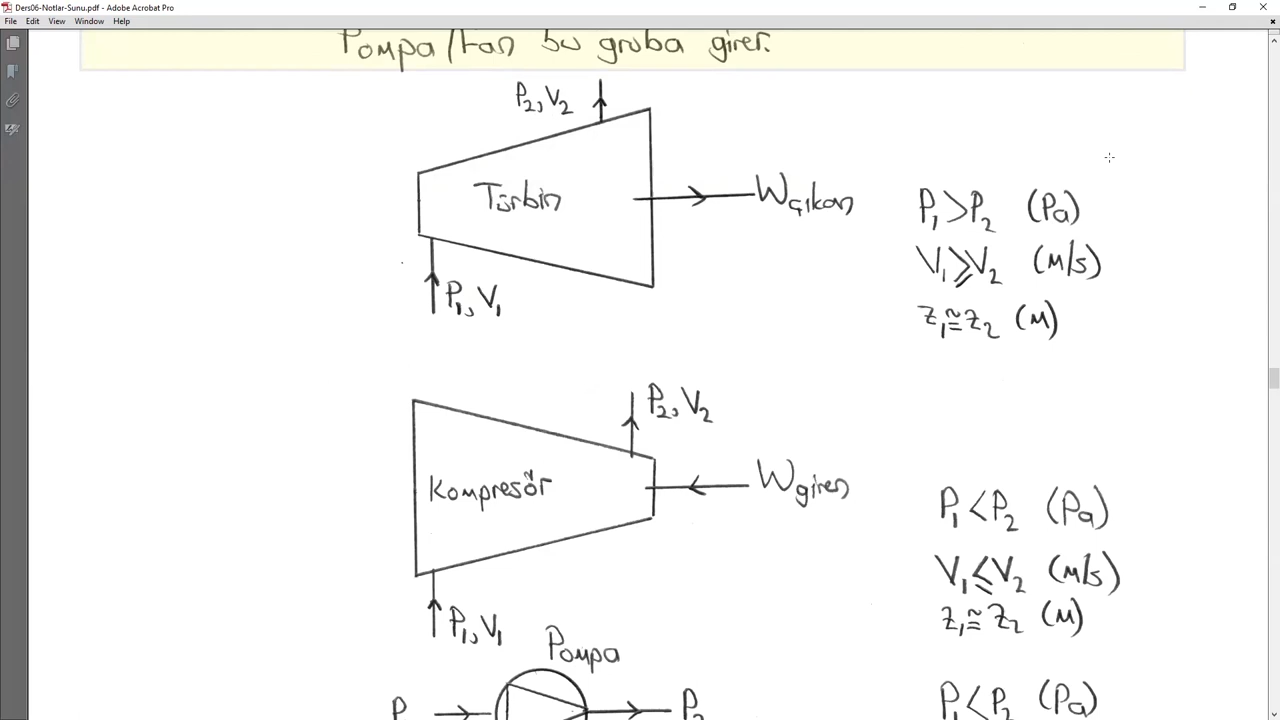 Ders06-Notlar-Sunu.pdf - Adobe Acrobat Pro
File Edit View Window Help
Pompa/fan bu gruba girer.
P₂, V₂
Türbin
Wçıkan
P₁, V₁
P₁ > P₂ (Pa)
V₁ ≥ V₂ (m/s)
z₁ ≅ z₂ (m)
P₂, V₂
Kompresör
Wgiren
P₁, V₁
P₁ < P₂ (Pa)
V₁ ≤ V₂ (m/s)
z₁ ≅ z₂ (m)
Pompa
P₂
P₁ < P₂ (Pa)